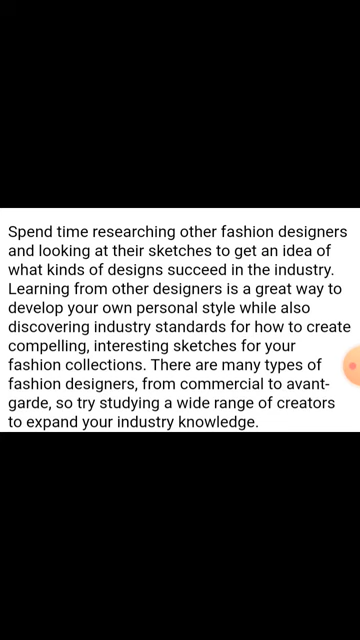 Spend time researching other fashion designers
and looking at their sketches to get an idea of
what kinds of designs succeed in the industry.
Learning from other designers is a great way to
develop your own personal style while also
discovering industry standards for how to create
compelling, interesting sketches for your
fashion collections. There are many types of
fashion designers, from commercial to avant-
garde, so try studying a wide range of creators
to expand your industry knowledge.